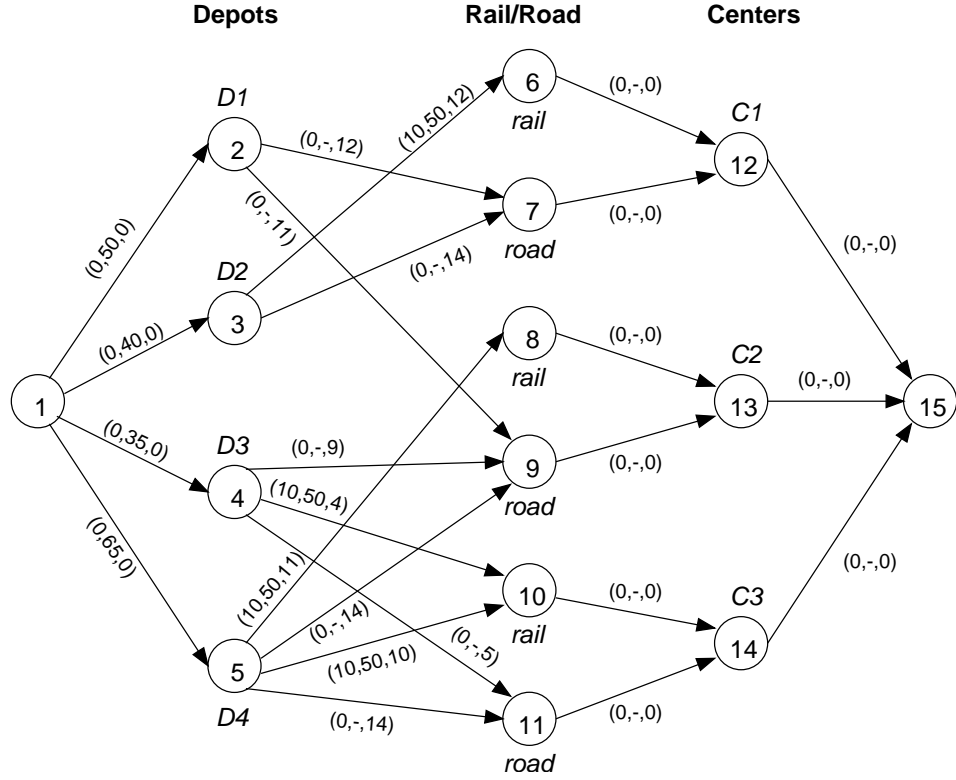 Depots Rail/Road Centers
6
rail
(0,-,0)
D1
2
(10,50,12)
C1
12
(0,-,12)
7
road
(0,-,0)
(0,-,11)
(0,50,0)
D2
3
(0,-,14)
(0,-,0)
8
rail
(0,-,0)
C2
13
(0,-,0)
(0,40,0)
1
15
(0,35,0)
D3
4
(0,-,9)
9
road
(0,-,0)
(10,50,4)
(0,65,0)
(10,50,11)
10
rail
(0,-,0)
C3
14
(0,-,0)
(0,-,14)
(0,-,5)
5
D4
(10,50,10)
(0,-,14)
11
road
(0,-,0)